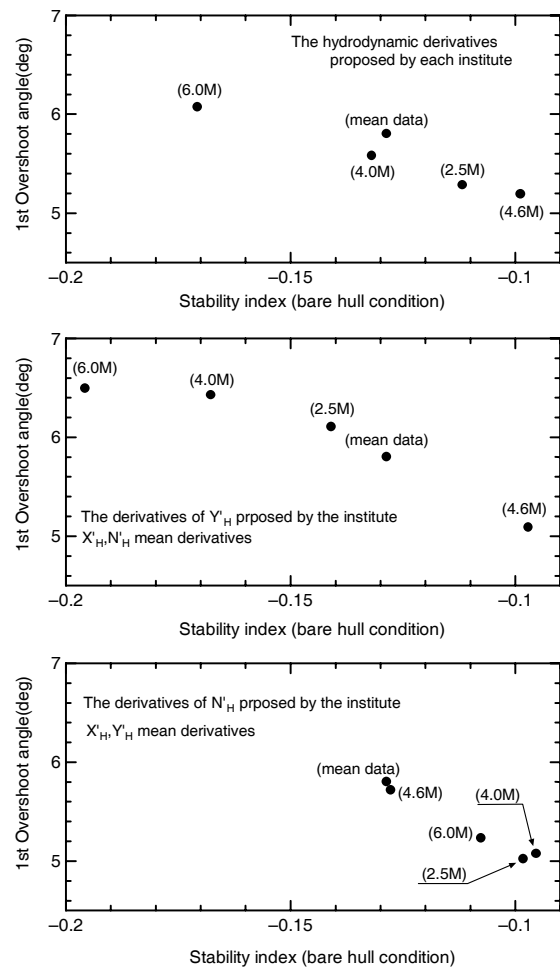 7
The hydrodynamic derivatives
proposed by each institute
(6.0M)
6
(mean data)
(4.0M)
(2.5M)
(4.6M)
5
1st Overshoot angle(deg)
–0.2
–0.15
–0.1
Stability index (bare hull condition)
7
(6.0M)
(4.0M)
(2.5M)
6
(mean data)
(4.6M)
The derivatives of Y'H prposed by the institute
X'H,N'H mean derivatives
5
1st Overshoot angle(deg)
–0.2
–0.15
–0.1
Stability index (bare hull condition)
7
The derivatives of N'H prposed by the institute
X'H,Y'H mean derivatives
6
(mean data)
(4.6M)
(4.0M)
(6.0M)
5
(2.5M)
1st Overshoot angle(deg)
–0.2
–0.15
–0.1
Stability index (bare hull condition)